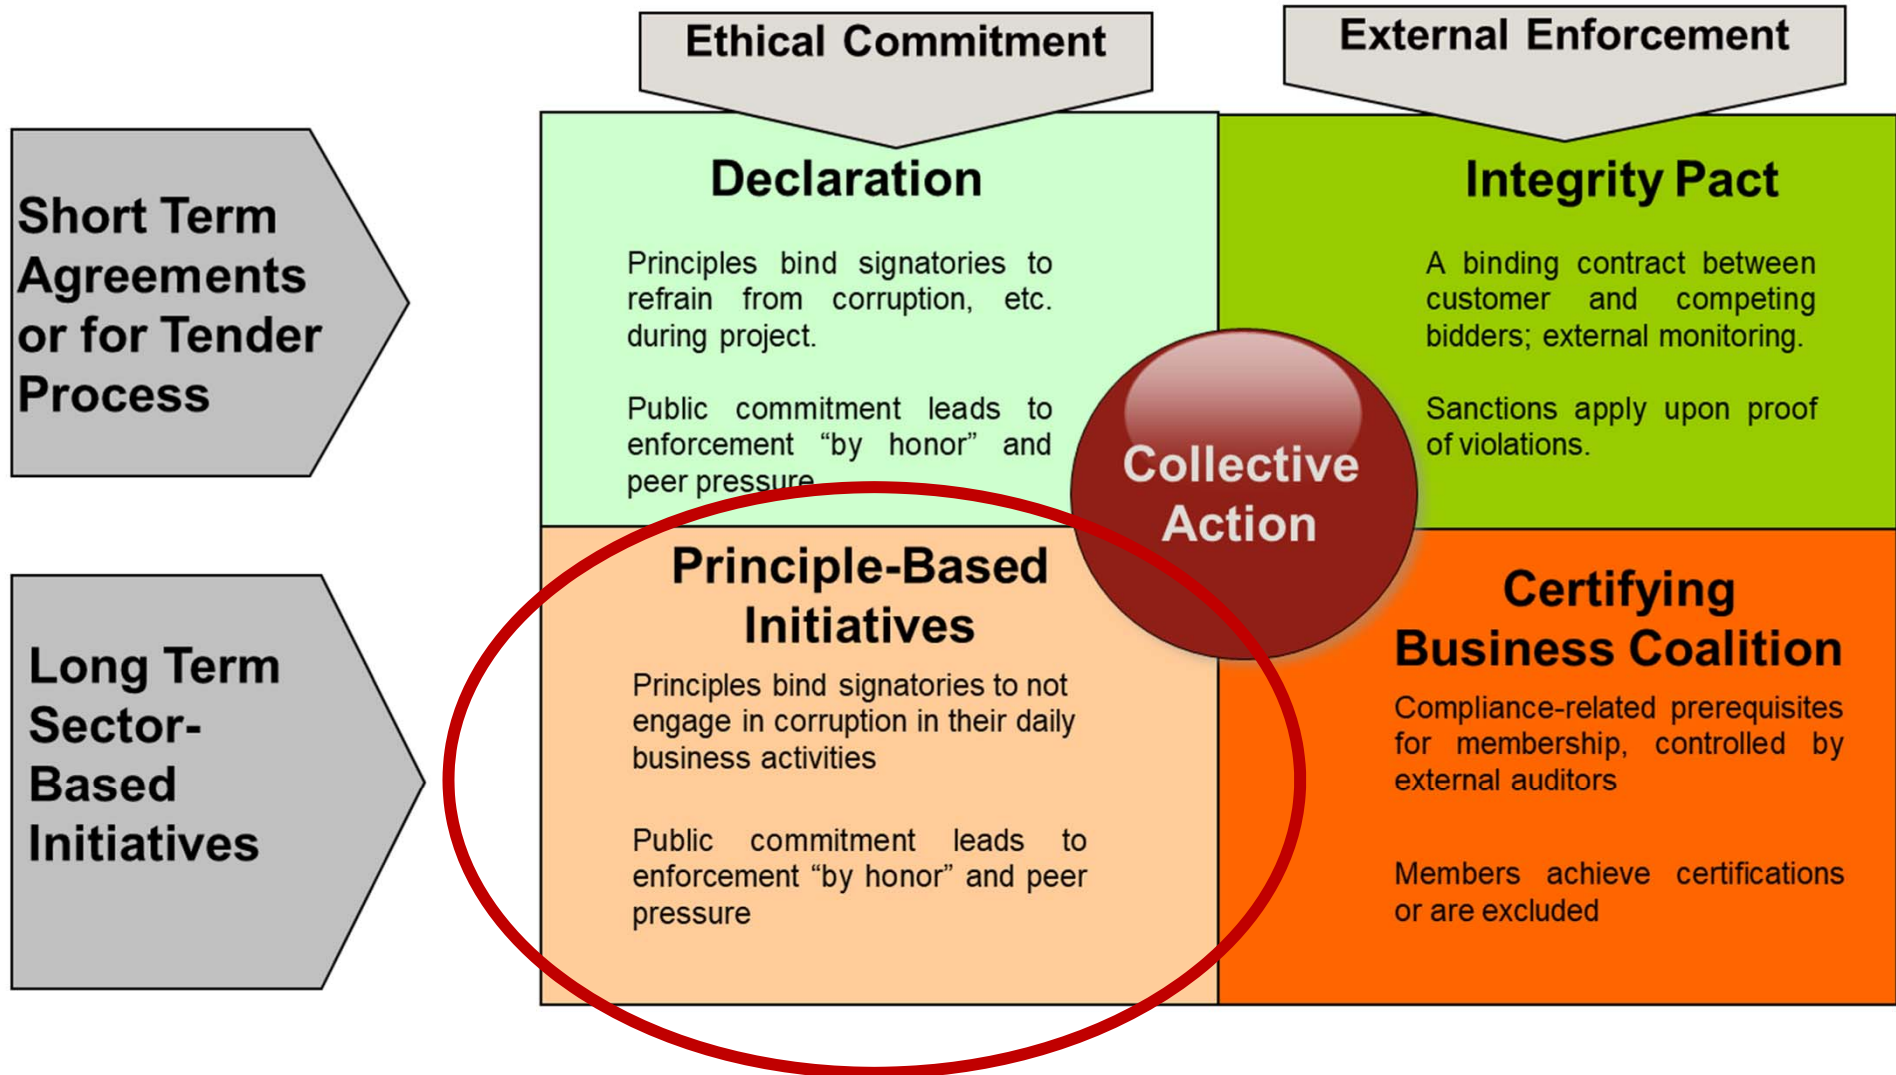 Ethical Commitment
External Enforcement
Short Term
Agreements
or for Tender
Process
Declaration
Principles bind signatories to
refrain from corruption, etc.
during project.
Public commitment leads to
enforcement “by honor” and
peer pressure
Integrity Pact
A binding contract between
customer and competing
bidders; external monitoring.
Sanctions apply upon proof
of violations.
Collective
Action
Long Term
Sector-
Based
Initiatives
Principle-Based
Initiatives
Principles bind signatories to not
engage in corruption in their daily
business activities
Public commitment leads to
enforcement “by honor” and peer
pressure
Certifying
Business Coalition
Compliance-related prerequisites
for membership, controlled by
external auditors
Members achieve certifications
or are excluded